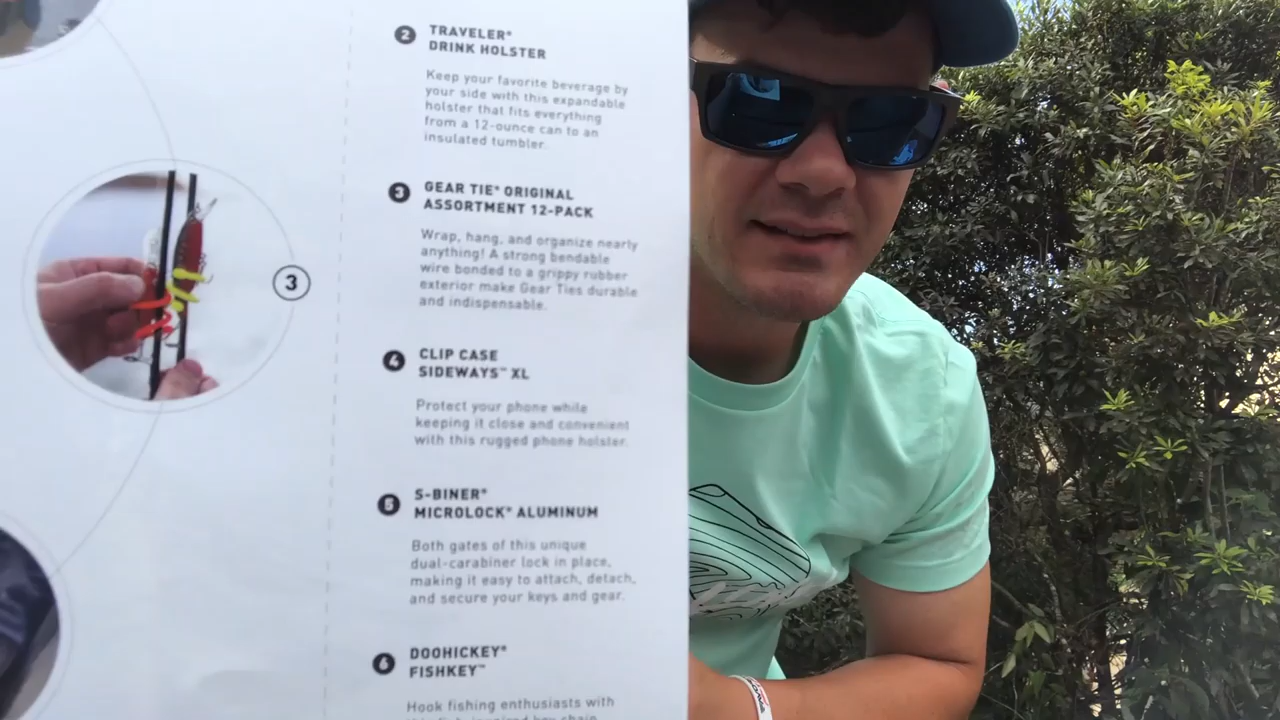 2 TRAVELER®
DRINK HOLSTER
Keep your favorite beverage by
your side with this expandable
holster that fits everything
from a 12-ounce can to an
insulated tumbler.
3 GEAR TIE® ORIGINAL
ASSORTMENT 12-PACK
Wrap, hang, and organize nearly
anything! A strong bendable
wire bonded to a grippy rubber
exterior make Gear Ties durable
and indispensable.
3
4 CLIP CASE
SIDEWAYS™ XL
Protect your phone while
keeping it close and convenient
with this rugged phone holster.
5 S-BINER®
MICROLOCK® ALUMINUM
Both gates of this unique
dual-carabiner lock in place,
making it easy to attach, detach,
and secure your keys and gear.
6 DOOHICKEY®
FISHKEY™
Hook fishing enthusiasts with